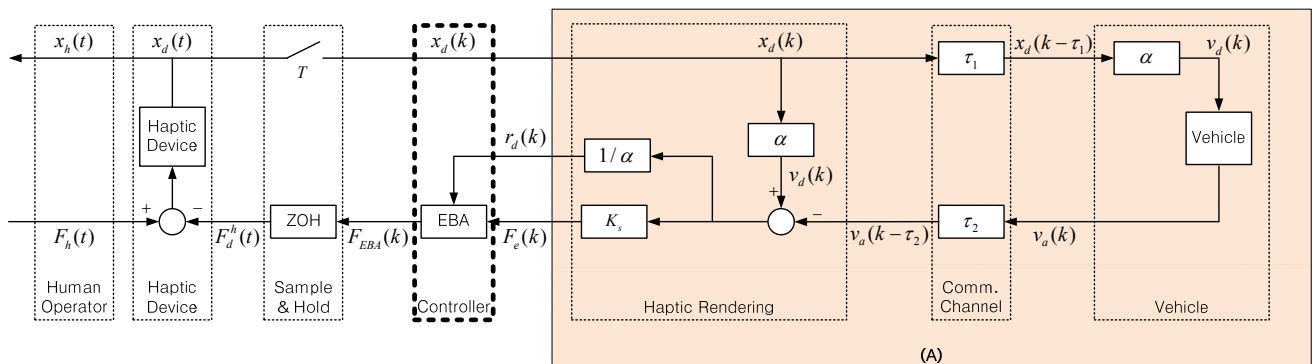 x_h(t)
x_d(t)
T
x_d(k)
x_d(k)
τ_1
x_d(k-τ_1)
α
v_d(k)
Haptic
Device
r_d(k)
1/α
α
v_d(k)
Vehicle
+
−
F_h(t)
F_d^h(t)
ZOH
F_EBA(k)
EBA
F_e(k)
K_s
+
−
v_a(k-τ_2)
τ_2
v_a(k)
Human
Operator
Haptic
Device
Sample
& Hold
Controller
Haptic Rendering
Comm.
Channel
Vehicle
(A)